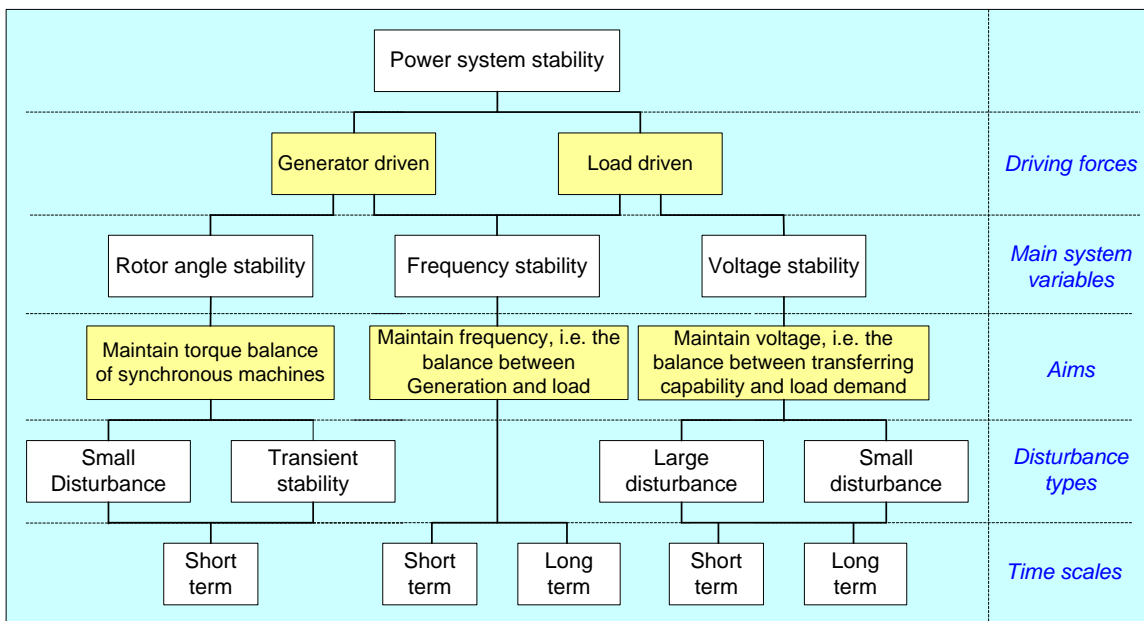 Power system stability
Generator driven
Load driven
Driving forces
Rotor angle stability
Frequency stability
Voltage stability
Main system
variables
Maintain torque balance
of synchronous machines
Maintain frequency, i.e. the
balance between
Generation and load
Maintain voltage, i.e. the
balance between transferring
capability and load demand
Aims
Small
Disturbance
Transient
stability
Large
disturbance
Small
disturbance
Disturbance
types
Short
term
Short
term
Long
term
Short
term
Long
term
Time scales